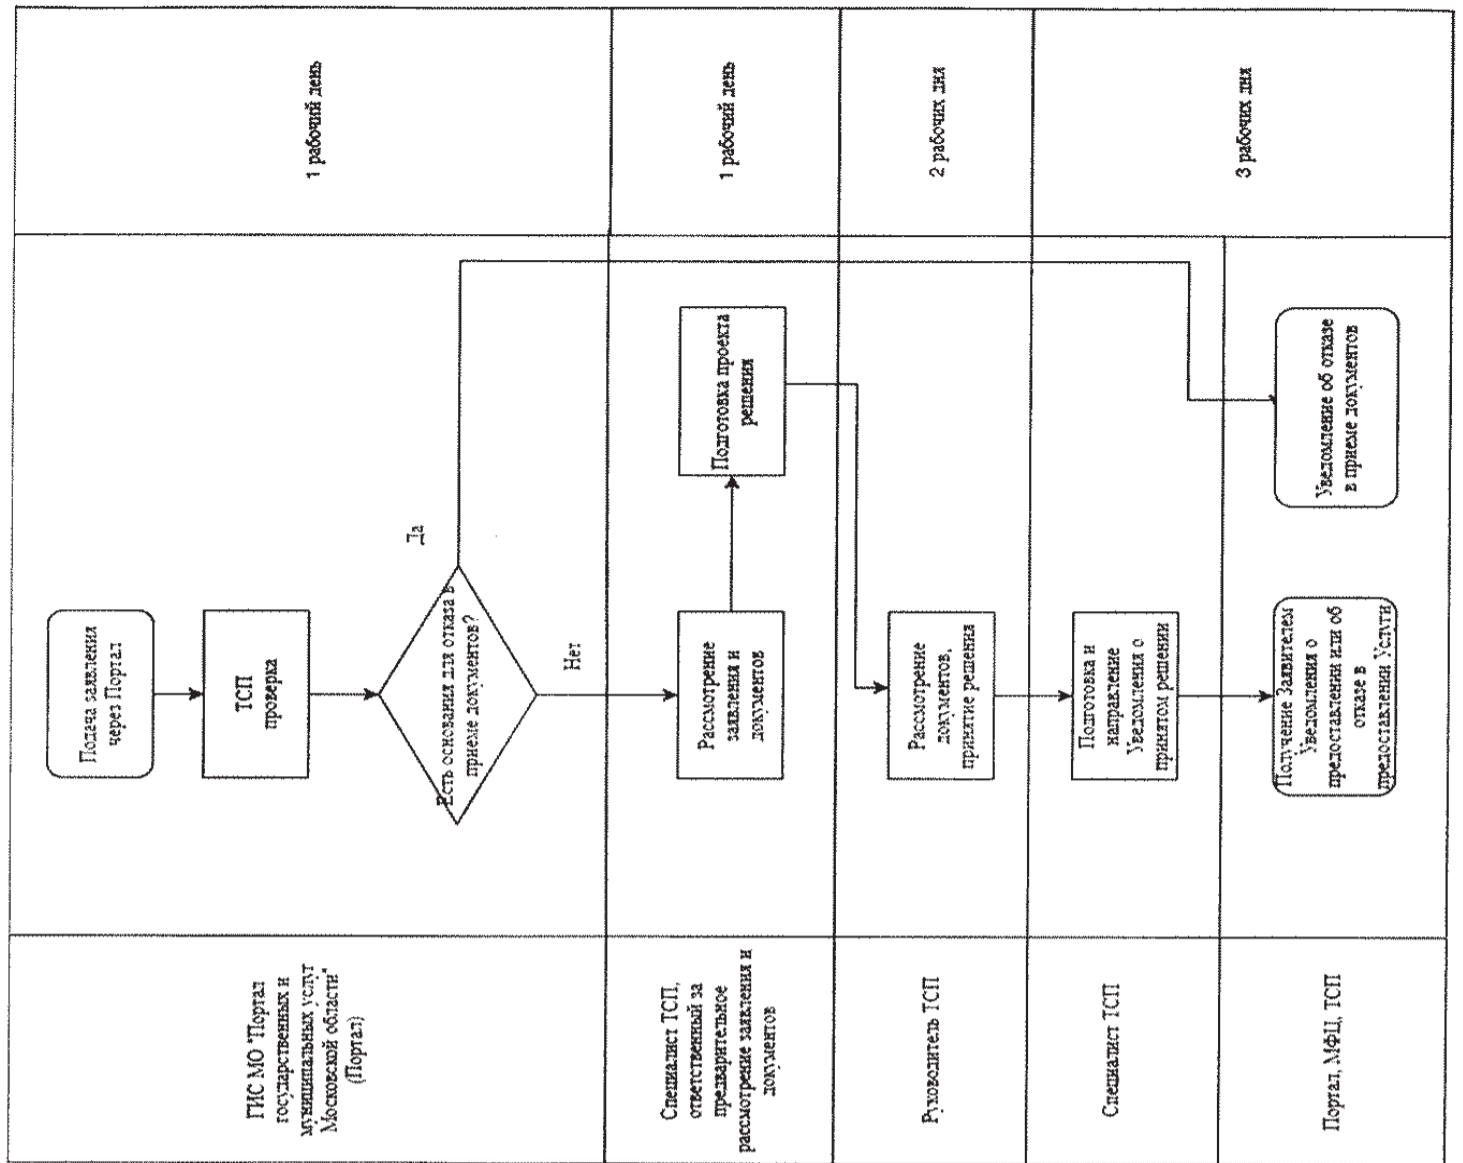 ГИС МО "Портал
государственных и
муниципальных услуг
Московской области"
(Портал)
Подача заявления
через Портал
ТСП
проверка
Есть основания для отказа в
приеме документов?
Да
Нет
1 рабочий день
Специалист ТСП,
ответственный за
предварительное
рассмотрение заявления и
документов
Рассмотрение
заявления и
документов
Подготовка проекта
решения
1 рабочий день
Руководитель ТСП
Рассмотрение
документов,
принятие решения
2 рабочих дня
Специалист ТСП
Подготовка и
направление
Уведомления о
принятом решении
3 рабочих дня
Портал, МФЦ, ТСП
Получение Заявителем
Уведомления о
предоставлении или об
отказе в
предоставлении Услуги
Уведомление об отказе
в приеме документов